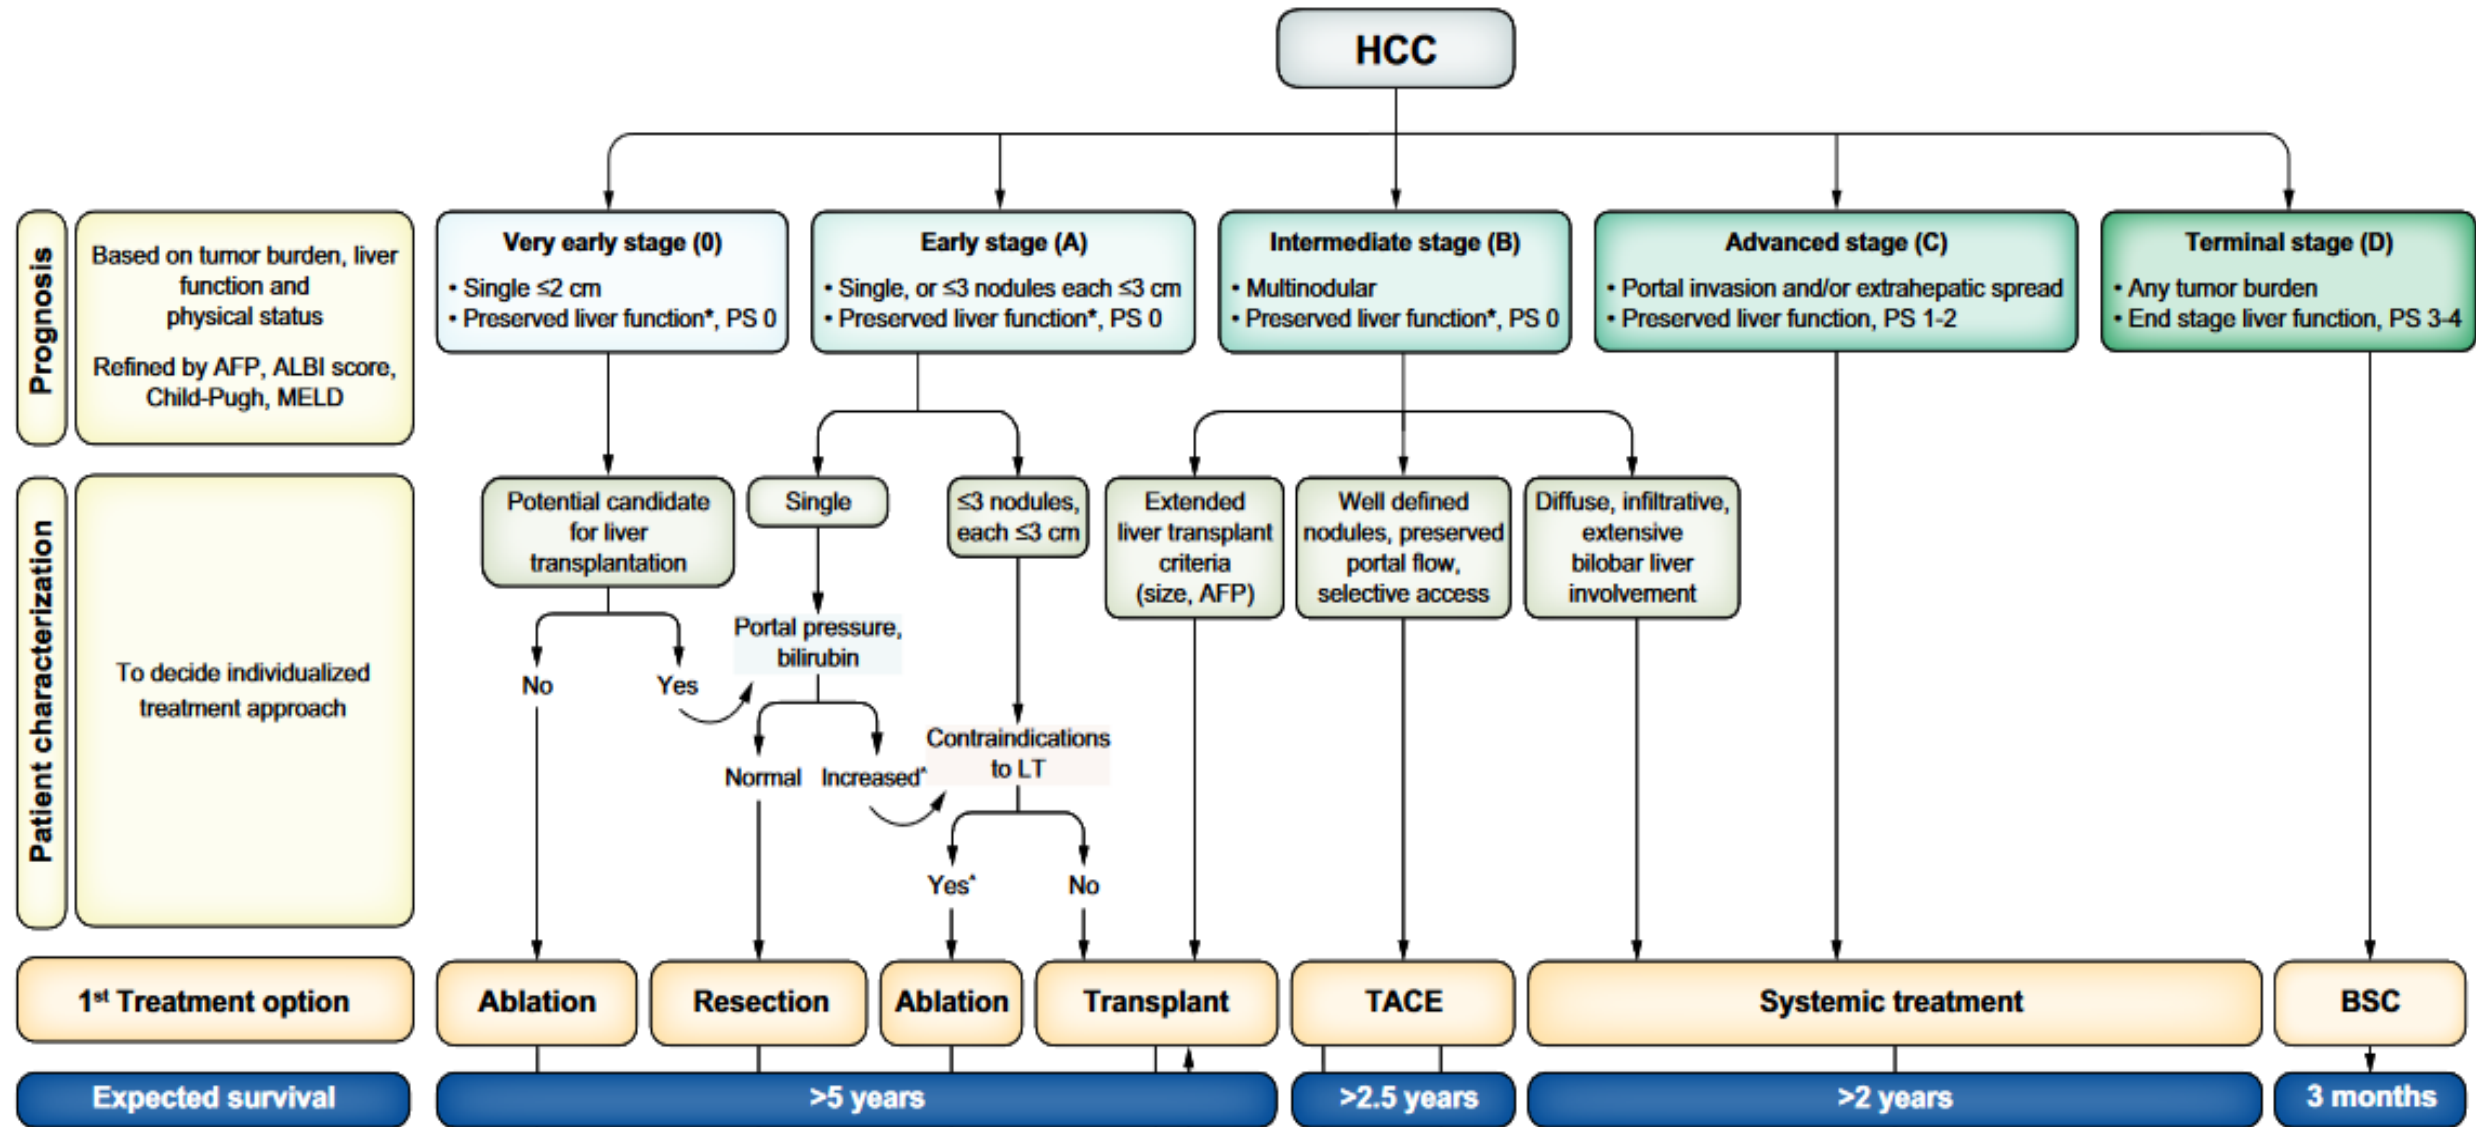 HCC
Prognosis
Based on tumor burden, liver
function and
physical status
Refined by AFP, ALBI score,
Child-Pugh, MELD
Very early stage (0)
• Single ≤2 cm
• Preserved liver function*, PS 0
Early stage (A)
• Single, or ≤3 nodules each ≤3 cm
• Preserved liver function*, PS 0
Intermediate stage (B)
• Multinodular
• Preserved liver function*, PS 0
Advanced stage (C)
• Portal invasion and/or extrahepatic spread
• Preserved liver function, PS 1-2
Terminal stage (D)
• Any tumor burden
• End stage liver function, PS 3-4
Patient characterization
To decide individualized
treatment approach
Potential candidate
for liver
transplantation
No
Yes
Single
Portal pressure,
bilirubin
Normal
Increased^
≤3 nodules,
each ≤3 cm
Contraindications
to LT
Yes^
No
Extended
liver transplant
criteria
(size, AFP)
Well defined
nodules, preserved
portal flow,
selective access
Diffuse, infiltrative,
extensive
bilobar liver
involvement
1st Treatment option
Ablation
Resection
Ablation
Transplant
TACE
Systemic treatment
BSC
Expected survival
>5 years
>2.5 years
>2 years
3 months